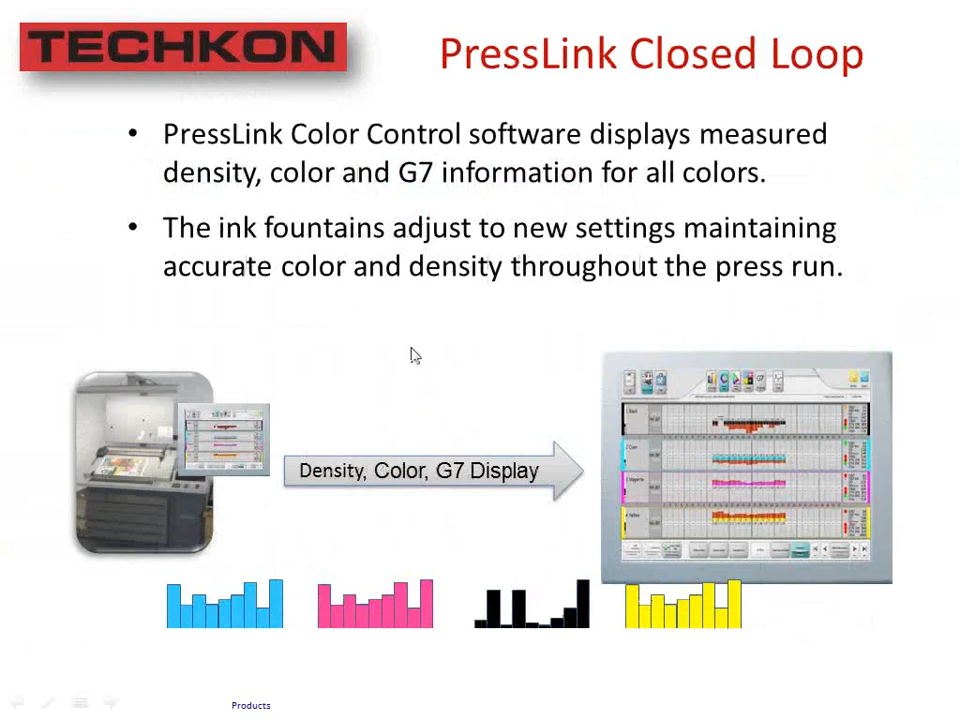 TECHKON
PressLink Closed Loop
• PressLink Color Control software displays measured
density, color and G7 information for all colors.
• The ink fountains adjust to new settings maintaining
accurate color and density throughout the press run.
Density, Color, G7 Display
Products